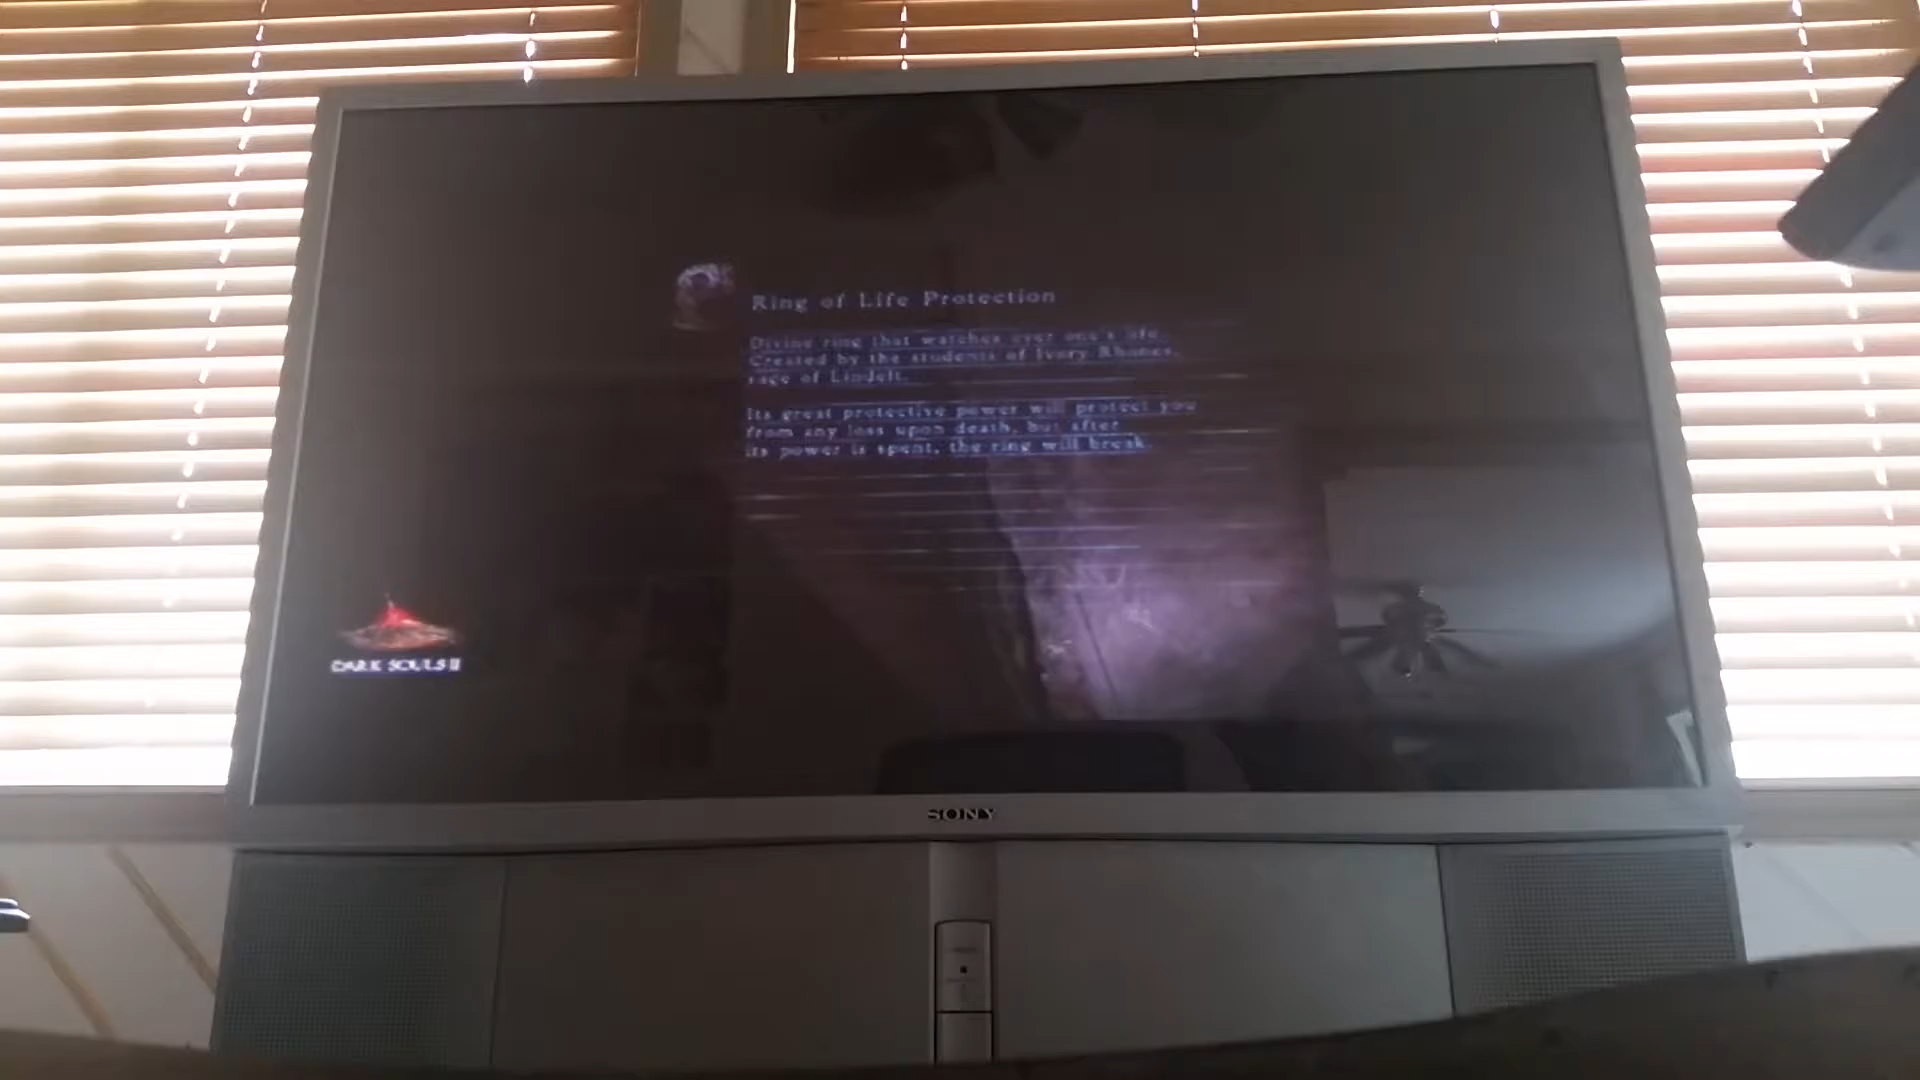 Ring of Life Protection
Divine ring that watches over one's life.
Created by the students of Ivory Rhones,
sage of Lindelt.
Its great protective power will protect you
from any loss upon death, but after
its power is spent, the ring will break.
DARK SOULS II
SONY